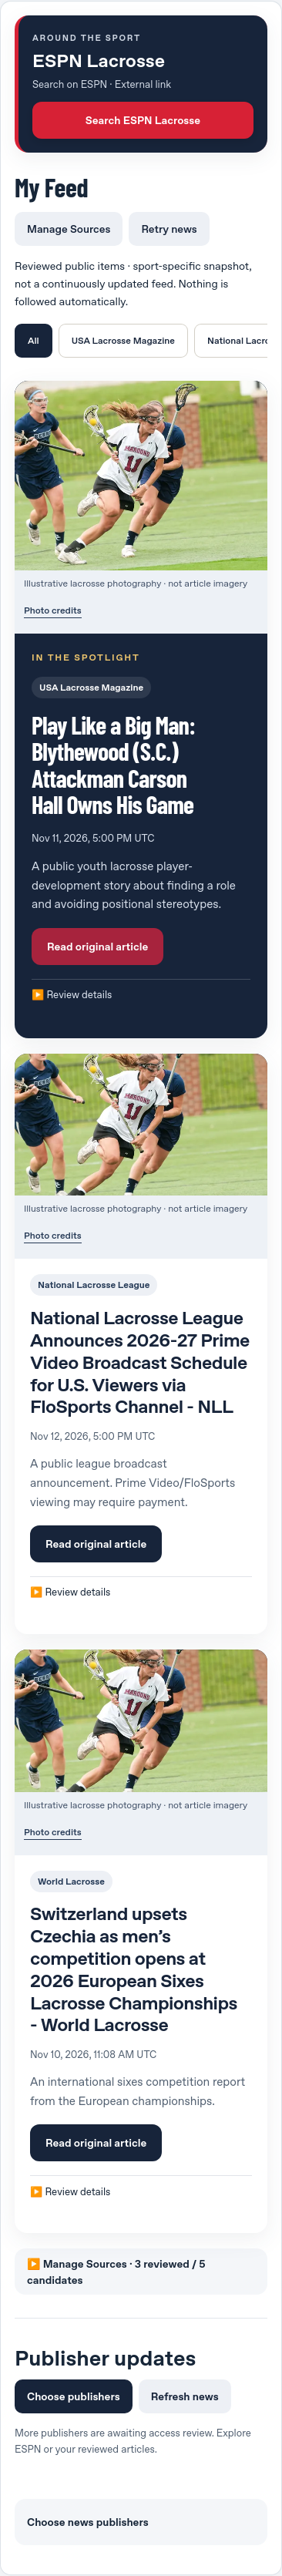 AROUND THE SPORT
ESPN Lacrosse
Search on ESPN · External link
Search ESPN Lacrosse
My Feed
Manage Sources
Retry news
Reviewed public items · sport-specific snapshot,
not a continuously updated feed. Nothing is
followed automatically.
All
USA Lacrosse Magazine
National Lacro
Illustrative lacrosse photography · not article imagery
Photo credits
IN THE SPOTLIGHT
USA Lacrosse Magazine
Play Like a Big Man:
Blythewood (S.C.)
Attackman Carson
Hall Owns His Game
Nov 11, 2026, 5:00 PM UTC
A public youth lacrosse player-
development story about finding a role
and avoiding positional stereotypes.
Read original article
Review details
Illustrative lacrosse photography · not article imagery
Photo credits
National Lacrosse League
National Lacrosse League
Announces 2026-27 Prime
Video Broadcast Schedule
for U.S. Viewers via
FloSports Channel - NLL
Nov 12, 2026, 5:00 PM UTC
A public league broadcast
announcement. Prime Video/FloSports
viewing may require payment.
Read original article
Review details
Illustrative lacrosse photography · not article imagery
Photo credits
World Lacrosse
Switzerland upsets
Czechia as men's
competition opens at
2026 European Sixes
Lacrosse Championships
- World Lacrosse
Nov 10, 2026, 11:08 AM UTC
An international sixes competition report
from the European championships.
Read original article
Review details
Manage Sources · 3 reviewed / 5
candidates
Publisher updates
Choose publishers
Refresh news
More publishers are awaiting access review. Explore
ESPN or your reviewed articles.
Choose news publishers